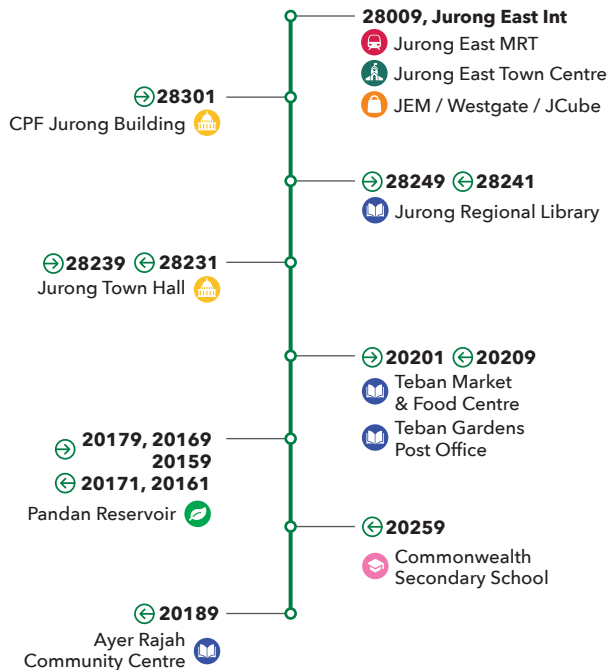 28009, Jurong East Int
Jurong East MRT
Jurong East Town Centre
JEM / Westgate / JCube
28301
CPF Jurong Building
28249 28241
Jurong Regional Library
28239 28231
Jurong Town Hall
20201 20209
Teban Market
& Food Centre
Teban Gardens
Post Office
20179, 20169
20159
20171, 20161
Pandan Reservoir
20259
Commonwealth
Secondary School
20189
Ayer Rajah
Community Centre